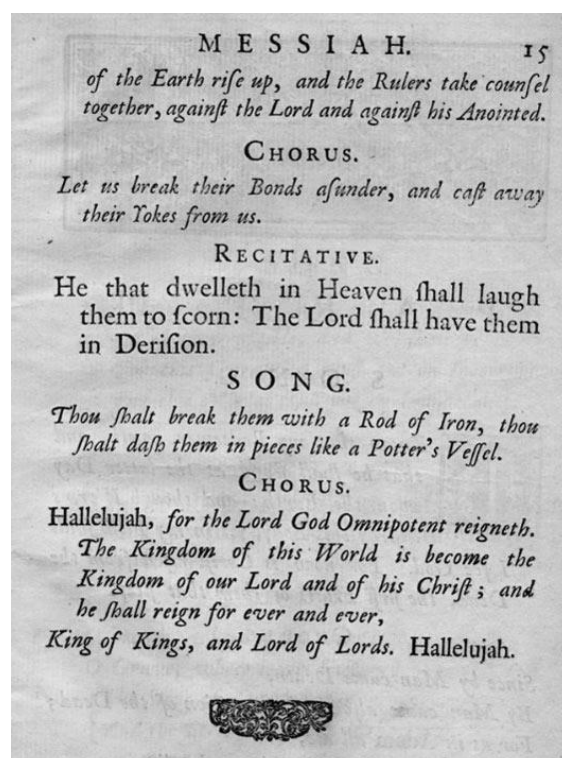 MESSIAH. 15
of the Earth riſe up, and the Rulers take counſel
together, againſt the Lord and againſt his Anointed.
CHORUS.
Let us break their Bonds aſunder, and caſt away
their Yokes from us.
RECITATIVE.
He that dwelleth in Heaven ſhall laugh
them to ſcorn: The Lord ſhall have them
in Deriſion.
SONG.
Thou ſhalt break them with a Rod of Iron, thou
ſhalt daſh them in pieces like a Potter's Veſſel.
CHORUS.
Hallelujah, for the Lord God Omnipotent reigneth.
The Kingdom of this World is become the
Kingdom of our Lord and of his Chriſt; and
he ſhall reign for ever and ever,
King of Kings, and Lord of Lords. Hallelujah.